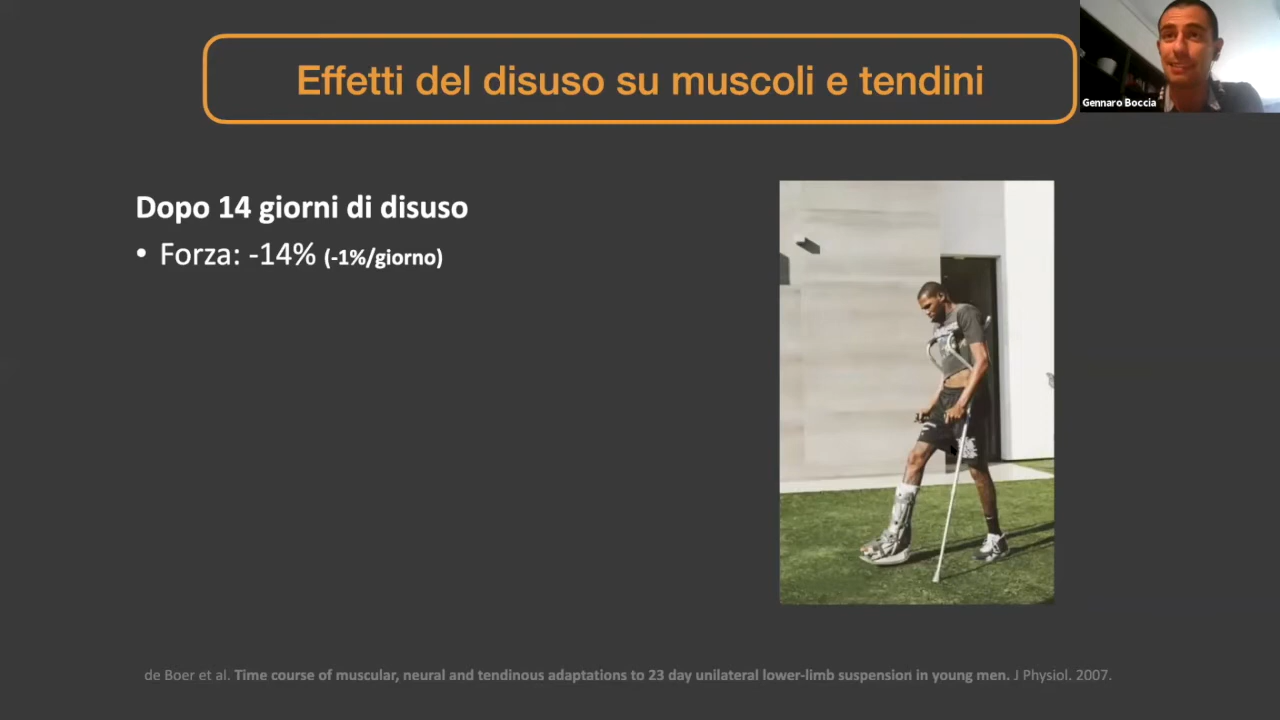 Effetti del disuso su muscoli e tendini
Gennaro Boccia
Dopo 14 giorni di disuso
• Forza: -14% (-1%/giorno)
de Boer et al. Time course of muscular, neural and tendinous adaptations to 23 day unilateral lower-limb suspension in young men. J Physiol. 2007.